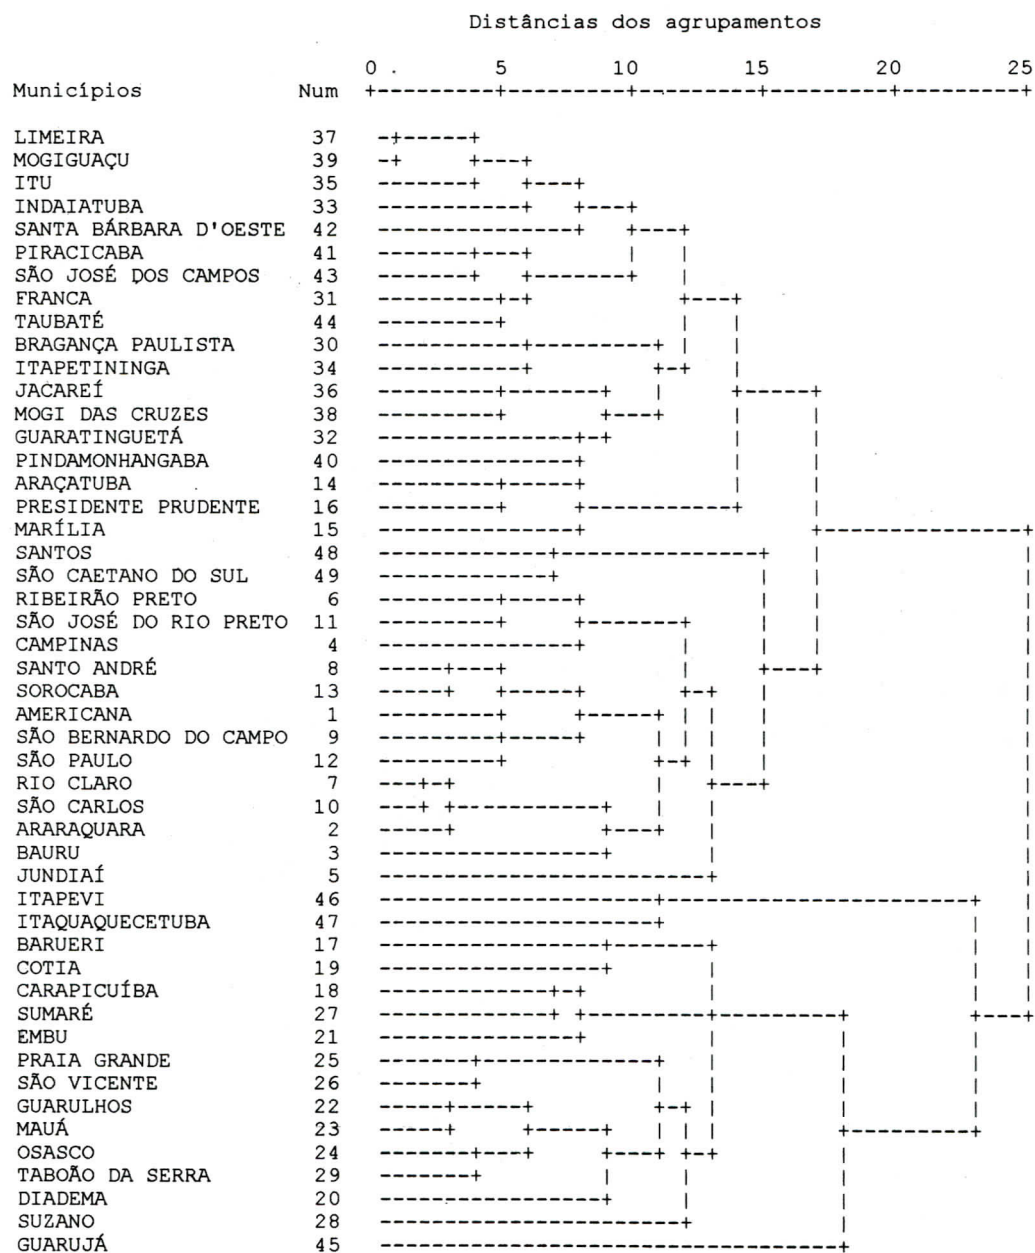 Distâncias dos agrupamentos
0 5 10 15 20 25
Municípios Num
LIMEIRA 37
MOGIGUAÇU 39
ITU 35
INDAIATUBA 33
SANTA BÁRBARA D'OESTE 42
PIRACICABA 41
SÃO JOSÉ DOS CAMPOS 43
FRANCA 31
TAUBATÉ 44
BRAGANÇA PAULISTA 30
ITAPETININGA 34
JACAREÍ 36
MOGI DAS CRUZES 38
GUARATINGUETÁ 32
PINDAMONHANGABA 40
ARAÇATUBA 14
PRESIDENTE PRUDENTE 16
MARÍLIA 15
SANTOS 48
SÃO CAETANO DO SUL 49
RIBEIRÃO PRETO 6
SÃO JOSÉ DO RIO PRETO 11
CAMPINAS 4
SANTO ANDRÉ 8
SOROCABA 13
AMERICANA 1
SÃO BERNARDO DO CAMPO 9
SÃO PAULO 12
RIO CLARO 7
SÃO CARLOS 10
ARARAQUARA 2
BAURU 3
JUNDIAÍ 5
ITAPEVI 46
ITAQUAQUECETUBA 47
BARUERI 17
COTIA 19
CARAPICUÍBA 18
SUMARÉ 27
EMBU 21
PRAIA GRANDE 25
SÃO VICENTE 26
GUARULHOS 22
MAUÁ 23
OSASCO 24
TABOÃO DA SERRA 29
DIADEMA 20
SUZANO 28
GUARUJÁ 45